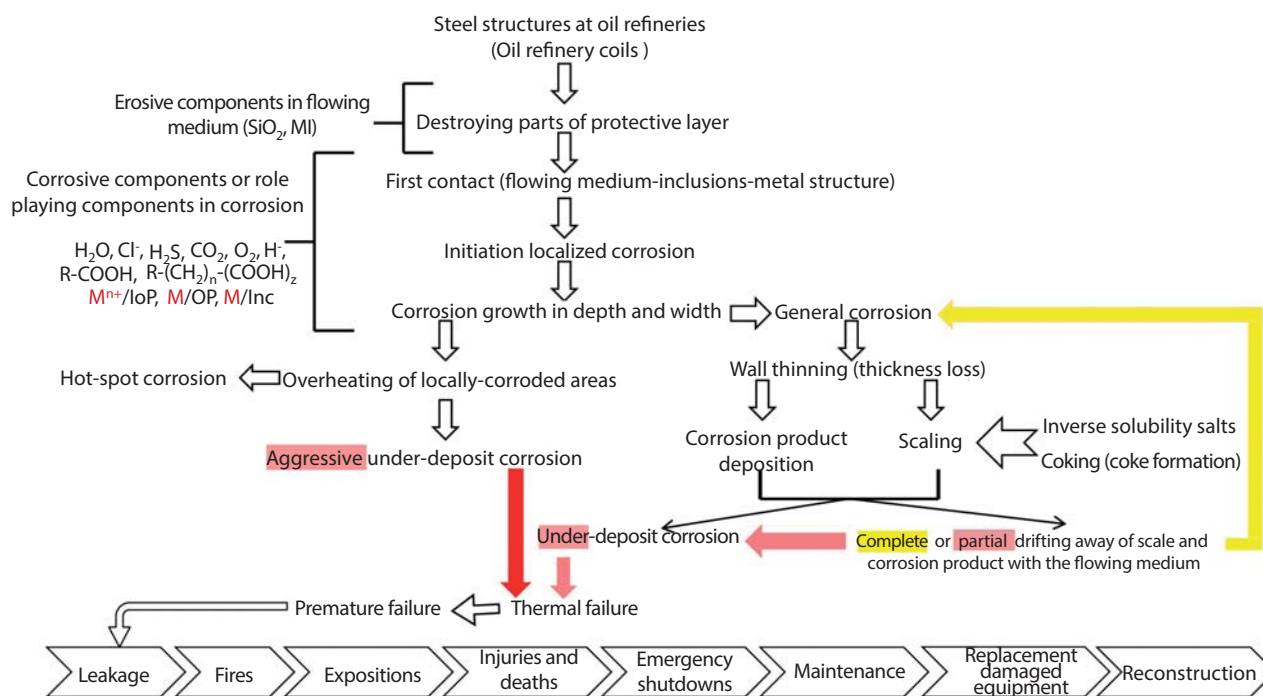 Steel structures at oil refineries
(Oil refinery coils )
Erosive components in flowing
medium (SiO₂, MI)
Destroying parts of protective layer
First contact (flowing medium-inclusions-metal structure)
Corrosive components or role
playing components in corrosion
H₂O, Cl⁻, H₂S, CO₂, O₂, H⁻,
R-COOH, R-(CH₂)ₙ-(COOH)z
Mⁿ⁺/IoP, M/OP, M/Inc
Initiation localized corrosion
Corrosion growth in depth and width
General corrosion
Hot-spot corrosion
Overheating of locally-corroded areas
Wall thinning (thickness loss)
Aggressive under-deposit corrosion
Corrosion product
deposition
Scaling
Inverse solubility salts
Coking (coke formation)
Under-deposit corrosion
Complete or partial drifting away of scale and
corrosion product with the flowing medium
Premature failure
Thermal failure
Leakage
Fires
Expositions
Injuries and
deaths
Emergency
shutdowns
Maintenance
Replacement
damaged
equipment
Reconstruction